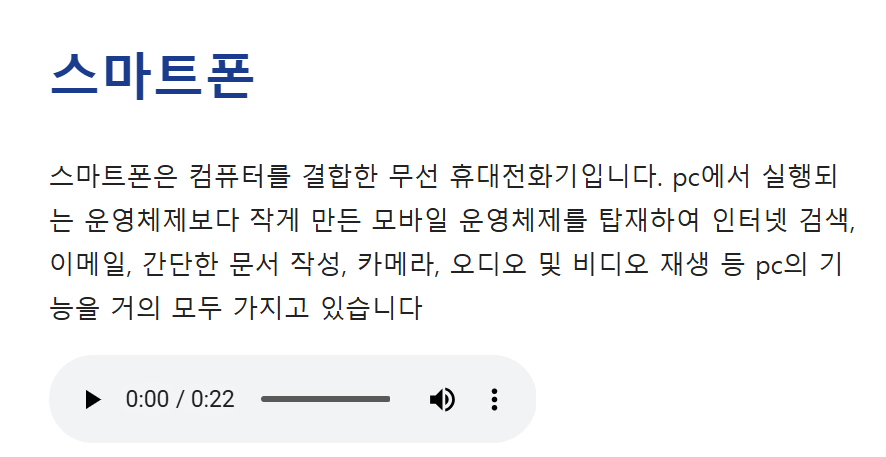 스마트폰
스마트폰은 컴퓨터를 결합한 무선 휴대전화기입니다. pc에서 실행되
는 운영체제보다 작게 만든 모바일 운영체제를 탑재하여 인터넷 검색,
이메일, 간단한 문서 작성, 카메라, 오디오 및 비디오 재생 등 pc의 기
능을 거의 모두 가지고 있습니다
0:00 / 0:22